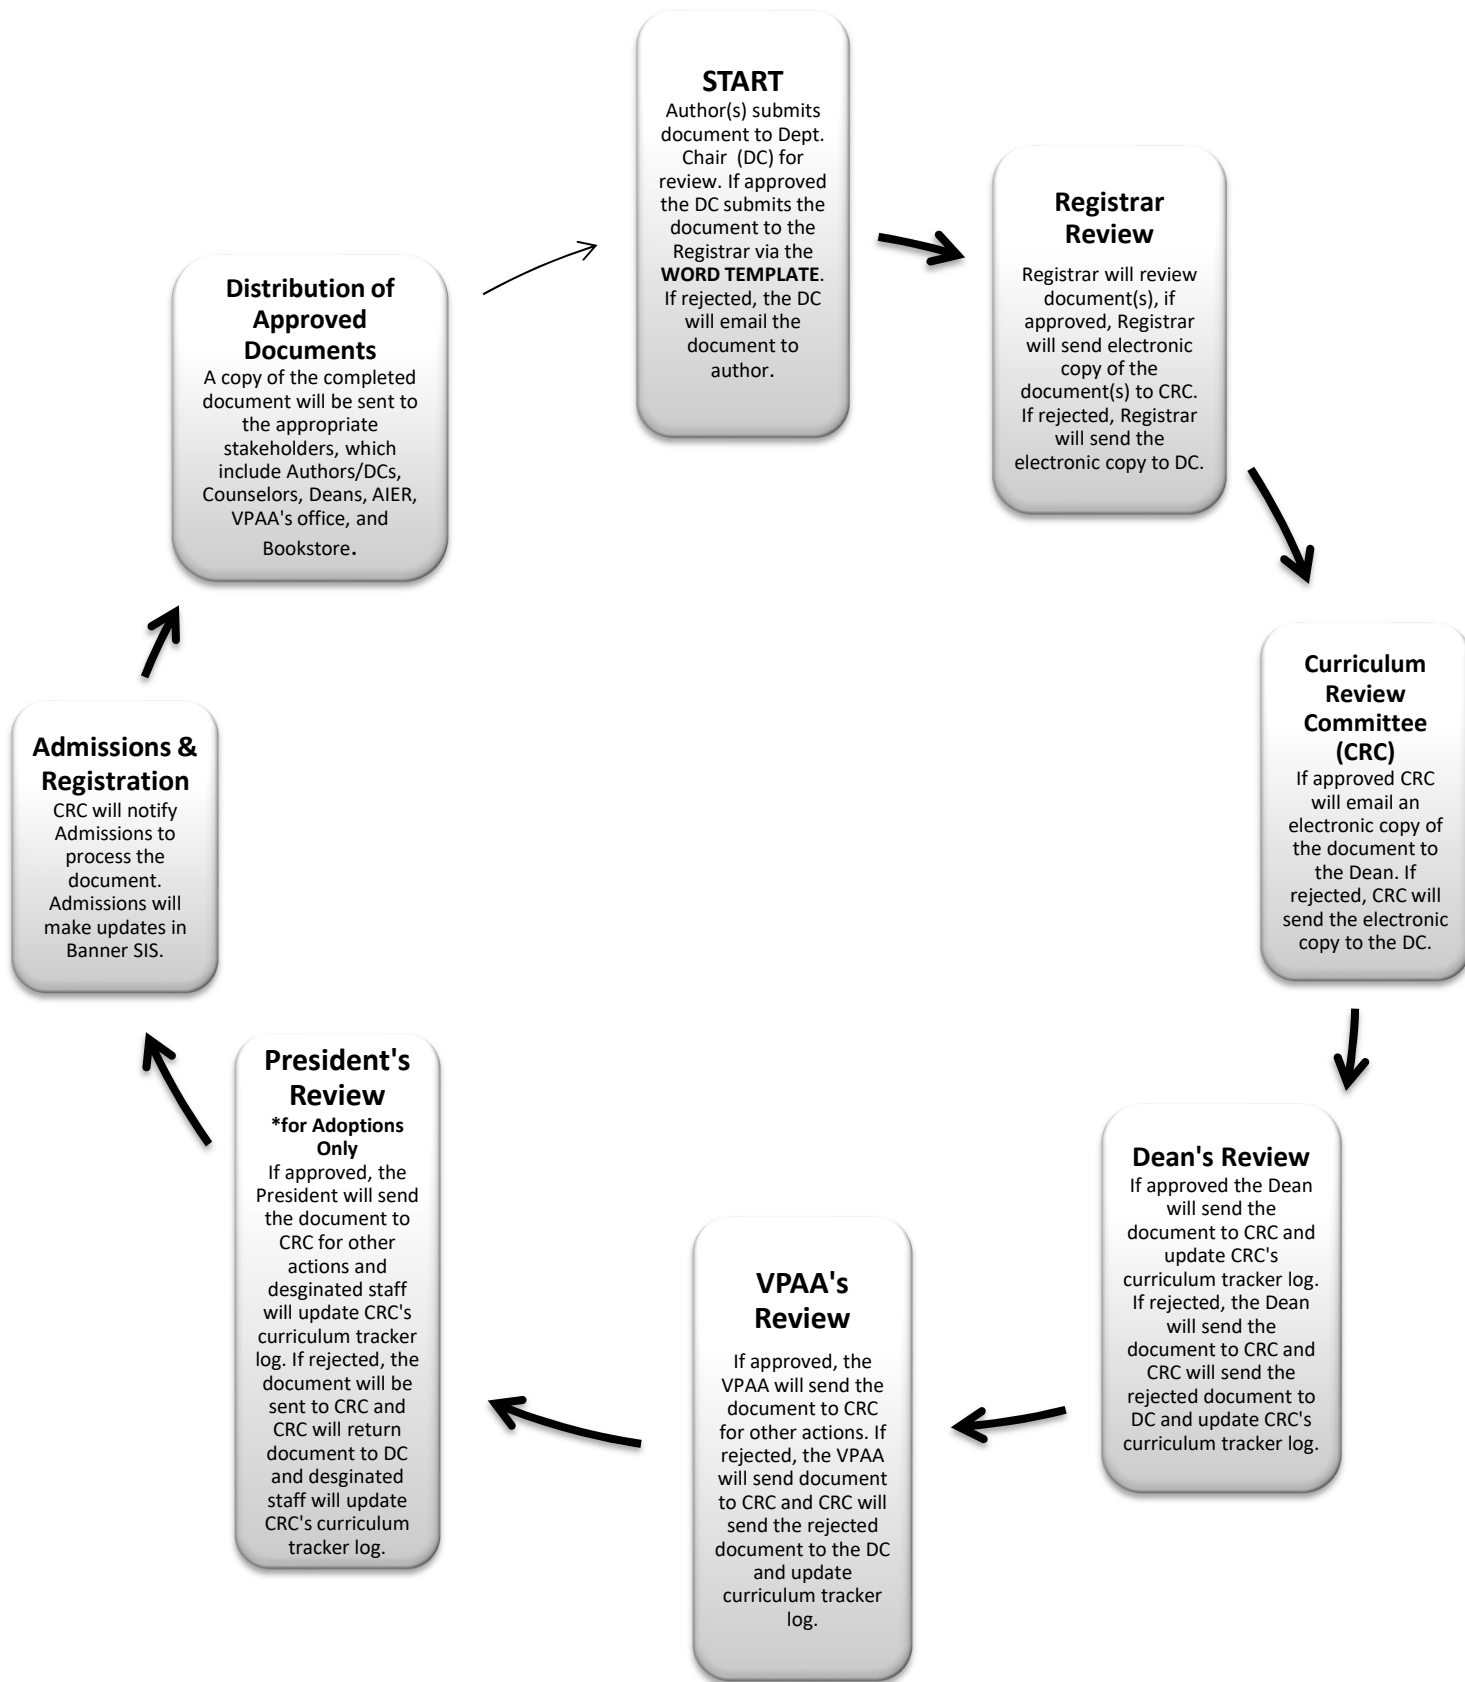 START
Author(s) submits
document to Dept.
Chair  (DC) for
review. If approved
the DC submits the
document to the
Registrar via the
WORD TEMPLATE.
If rejected, the DC
will email the
document to
author.
Registrar
Review
Registrar will review
document(s), if
approved, Registrar
will send electronic
copy of the
document(s) to CRC.
If rejected, Registrar
will send the
electronic copy to DC.
Curriculum
Review
Committee
(CRC)
If approved CRC
will email an
electronic copy of
the document to
the Dean. If
rejected, CRC will
send the electronic
copy to the DC.
Dean's Review
If approved the Dean
will send the
document to CRC and
update CRC's
curriculum tracker log.
If rejected, the Dean
will send the
document to CRC and
CRC will send the
rejected document to
DC and update CRC's
curriculum tracker log.
VPAA's
Review
If approved, the
VPAA will send the
document to CRC
for other actions. If
rejected, the VPAA
will send document
to CRC and CRC will
send the rejected
document to the DC
and update
curriculum tracker
log.
President's
Review
*for Adoptions
Only
If approved, the
President will send
the document to
CRC for other
actions and
desginated staff
will update CRC's
curriculum tracker
log. If rejected, the
document will be
sent to CRC and
CRC will return
document to DC
and desginated
staff will update
CRC's curriculum
tracker log.
Admissions &
Registration
CRC will notify
Admissions to
process the
document.
Admissions will
make updates in
Banner SIS.
Distribution of
Approved
Documents
A copy of the completed
document will be sent to
the appropriate
stakeholders, which
include Authors/DCs,
Counselors, Deans, AIER,
VPAA's office, and
Bookstore.